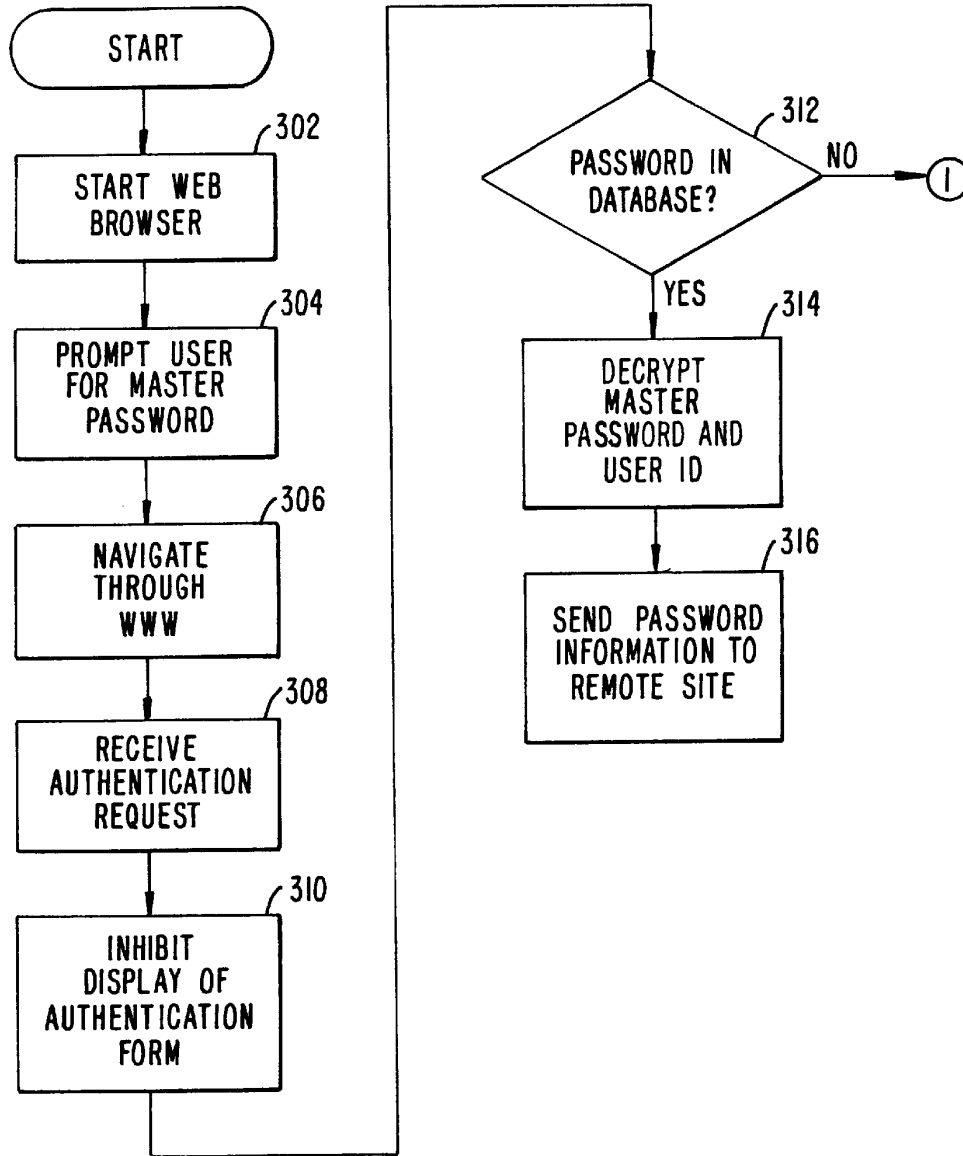 START
302
START WEB
BROWSER
304
PROMPT USER
FOR MASTER
PASSWORD
306
NAVIGATE
THROUGH
WWW
308
RECEIVE
AUTHENTICATION
REQUEST
310
INHIBIT
DISPLAY OF
AUTHENTICATION
FORM
312
PASSWORD IN
DATABASE?
NO
1
YES
314
DECRYPT
MASTER
PASSWORD AND
USER ID
316
SEND PASSWORD
INFORMATION TO
REMOTE SITE